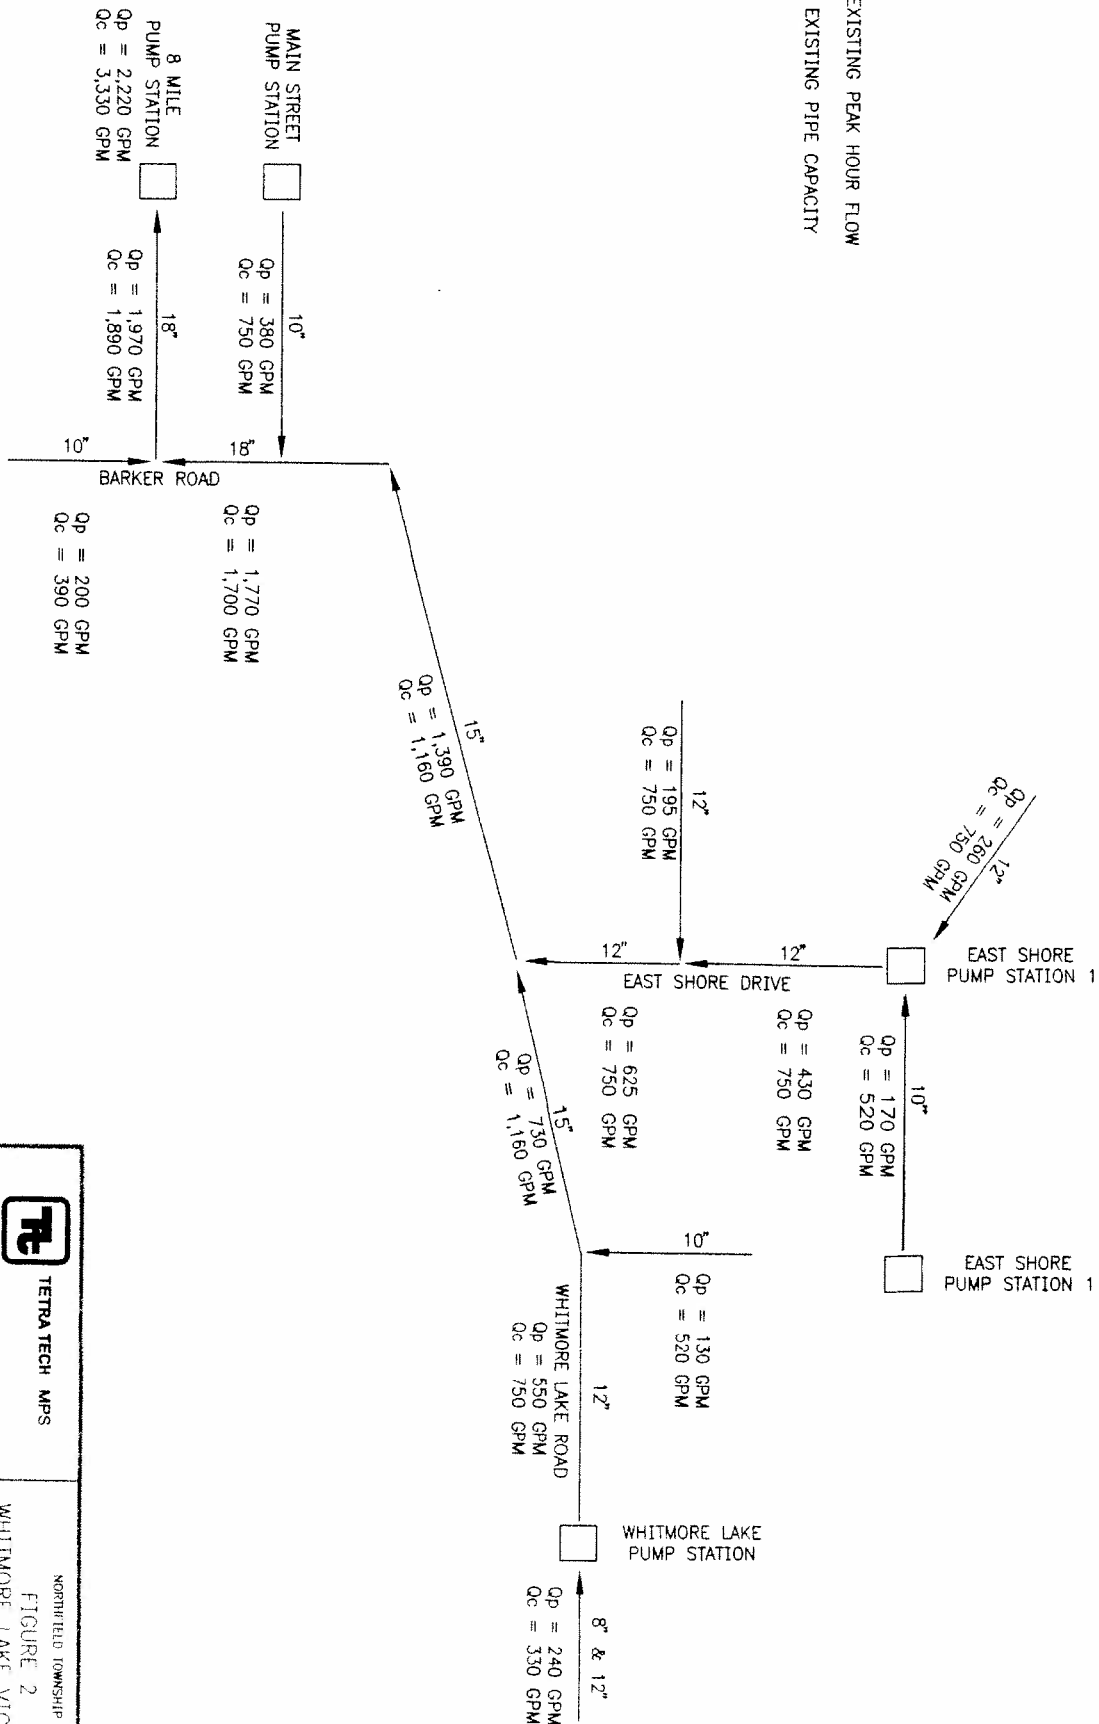 EXISTING PEAK HOUR FLOW
EXISTING PIPE CAPACITY
MAIN STREET
PUMP STATION
10"
Qp = 380 GPM
Qc = 750 GPM
8 MILE
PUMP STATION
Qp = 2,220 GPM
Qc = 3,330 GPM
18"
Qp = 1,970 GPM
Qc = 1,890 GPM
10"
BARKER ROAD
18"
Qp = 200 GPM
Qc = 390 GPM
Qp = 1,770 GPM
Qc = 1,700 GPM
15"
Qp = 1,390 GPM
Qc = 1,160 GPM
12"
Qp = 195 GPM
Qc = 750 GPM
12"
Qp = 260 GPM
Qc = 750 GPM
EAST SHORE
PUMP STATION 1
12"
EAST SHORE DRIVE
12"
Qp = 625 GPM
Qc = 750 GPM
Qp = 430 GPM
Qc = 750 GPM
10"
Qp = 170 GPM
Qc = 520 GPM
EAST SHORE
PUMP STATION 1
15"
Qp = 730 GPM
Qc = 1,160 GPM
10"
Qp = 130 GPM
Qc = 520 GPM
12"
WHITMORE LAKE ROAD
Qp = 550 GPM
Qc = 750 GPM
WHITMORE LAKE
PUMP STATION
8" & 12"
Qp = 240 GPM
Qc = 330 GPM
Tt
TETRA TECH MPS
NORTHFIELD TOWNSHIP
FIGURE 2
WHITMORE LAKE VIC